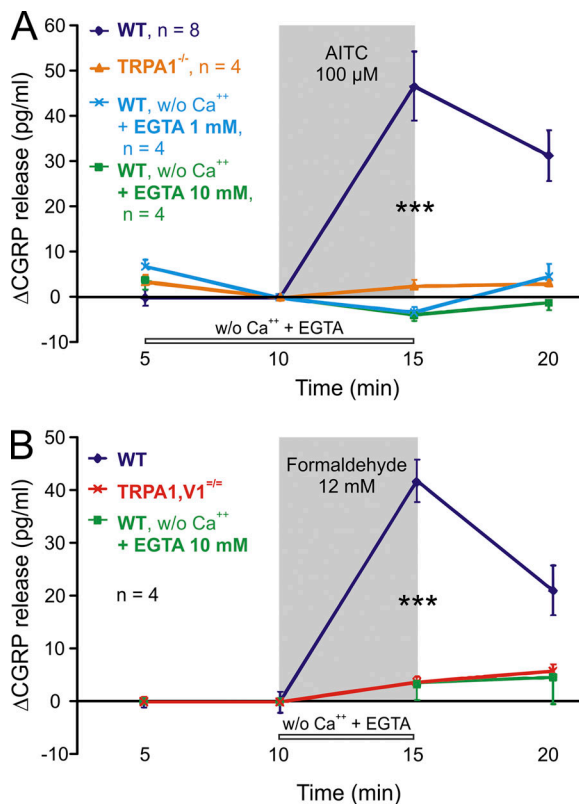 A
ΔCGRP release (pg/ml)
60
50
40
30
20
10
0
-10
WT, n = 8
TRPA1-/-, n = 4
WT, w/o Ca++
+ EGTA 1 mM,
n = 4
WT, w/o Ca++
+ EGTA 10 mM,
n = 4
AITC
100 µM
***
w/o Ca++ + EGTA
5 10 15 20
Time (min)
B
ΔCGRP release (pg/ml)
50
40
30
20
10
0
-10
WT
TRPA1,V1=/=
WT, w/o Ca++
+ EGTA 10 mM
n = 4
Formaldehyde
12 mM
***
w/o Ca++ + EGTA
5 10 15 20
Time (min)